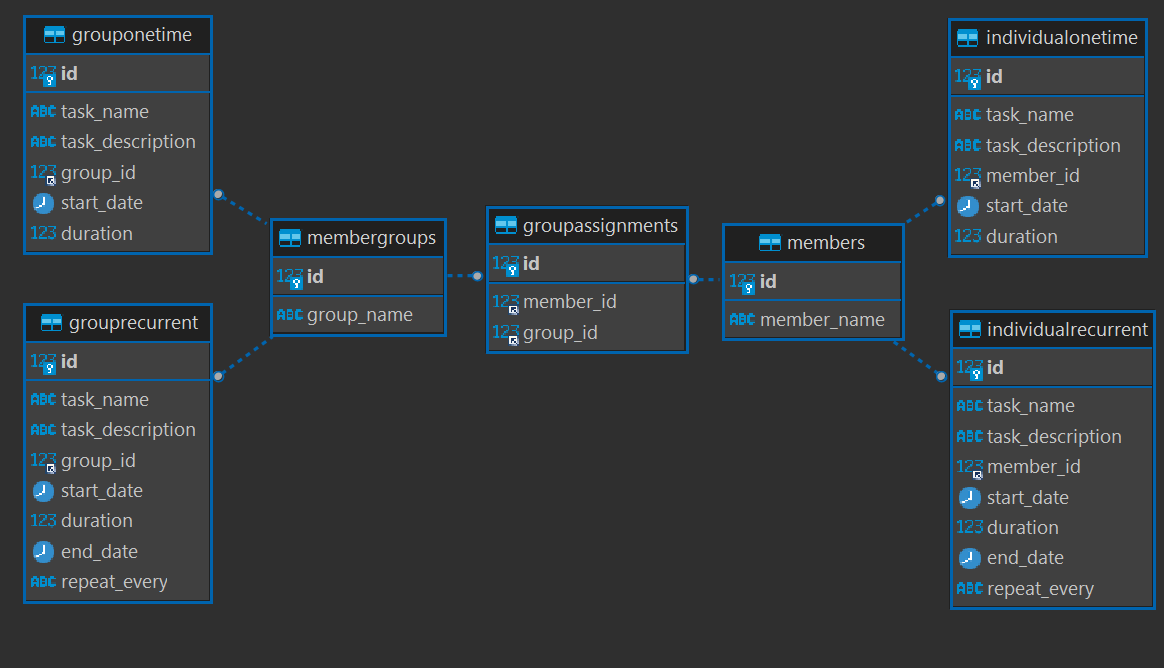 grouponetime
123 id
ABC task_name
ABC task_description
123 group_id
start_date
123 duration
grouprecurrent
123 id
ABC task_name
ABC task_description
123 group_id
start_date
123 duration
end_date
ABC repeat_every
membergroups
123 id
ABC group_name
groupassignments
123 id
123 member_id
123 group_id
members
123 id
ABC member_name
individualonetime
123 id
ABC task_name
ABC task_description
123 member_id
start_date
123 duration
individualrecurrent
123 id
ABC task_name
ABC task_description
123 member_id
start_date
123 duration
end_date
ABC repeat_every